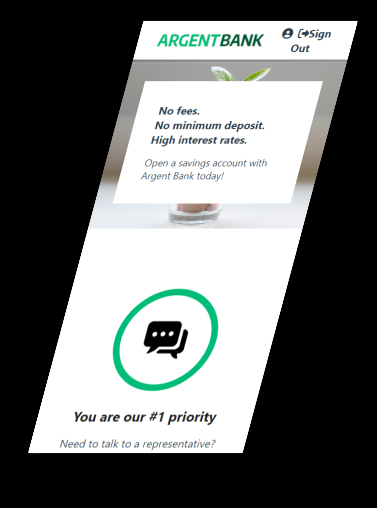 ARGENTBANK
Sign
Out
No fees.
No minimum deposit.
High interest rates.
Open a savings account with
Argent Bank today!
You are our #1 priority
Need to talk to a representative?